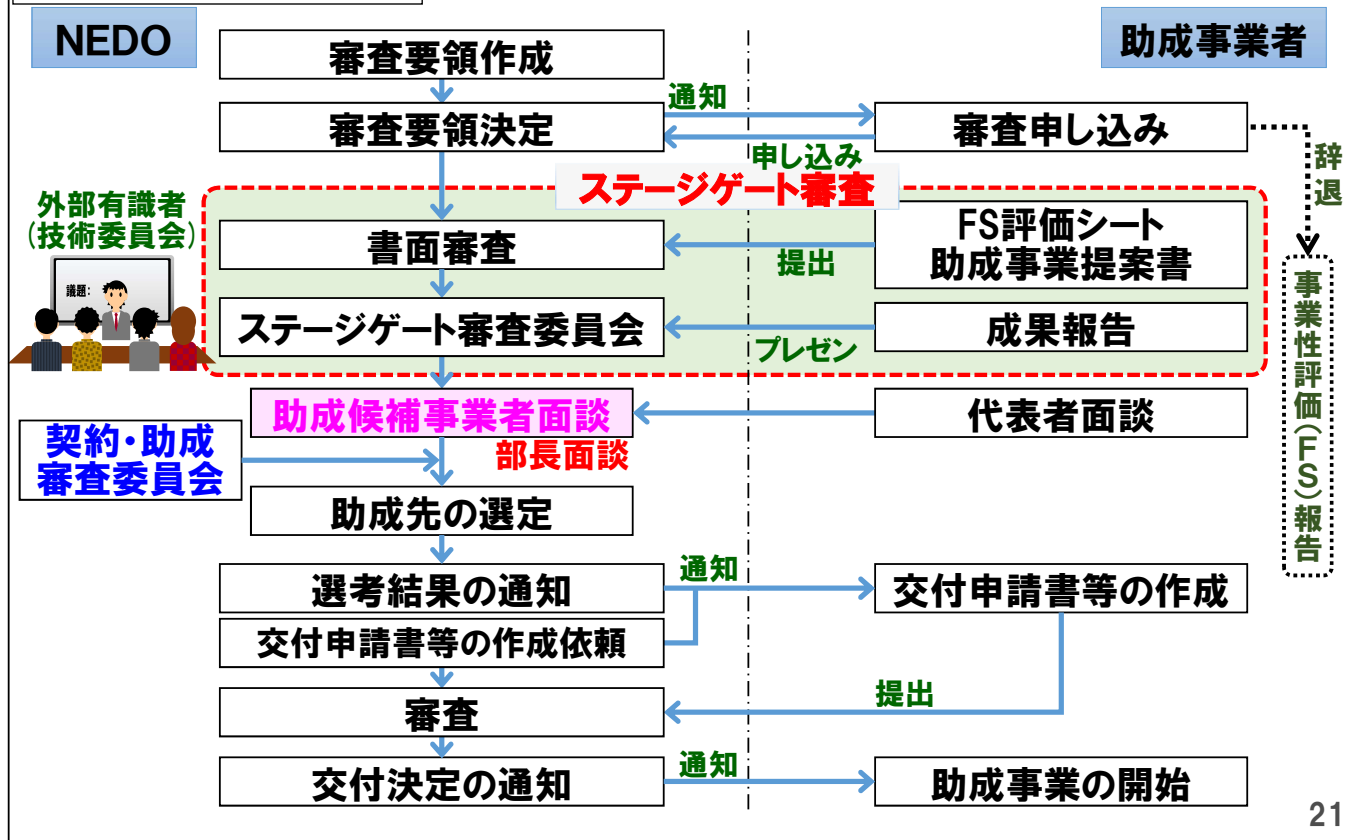 NEDO
助成事業者
審査要領作成
審査要領決定
通知
審査申し込み
申し込み
辞退
ステージゲート審査
外部有識者
(技術委員会)
議題:
書面審査
提出
FS評価シート
助成事業提案書
ステージゲート審査委員会
プレゼン
成果報告
事業性評価(FS)報告
助成候補事業者面談
代表者面談
部長面談
契約・助成
審査委員会
助成先の選定
選考結果の通知
通知
交付申請書等の作成
交付申請書等の作成依頼
提出
審査
交付決定の通知
通知
助成事業の開始
21